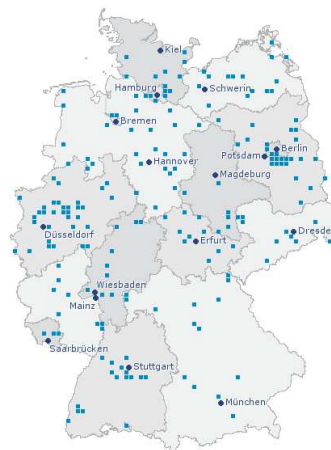 Kiel
Hamburg
Schwerin
Bremen
Berlin
Potsdam
Hannover
Magdeburg
Düsseldorf
Erfurt
Dresde
Wiesbaden
Mainz
Saarbrücken
Stuttgart
München